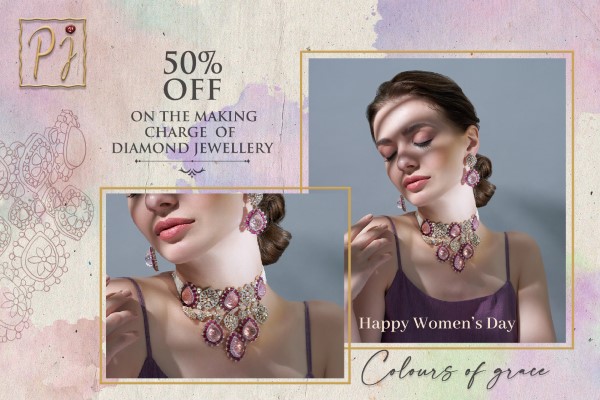 Pj
50%
OFF
ON THE MAKING
CHARGE OF
DIAMOND JEWELLERY
Happy Women's Day
Colours of grace